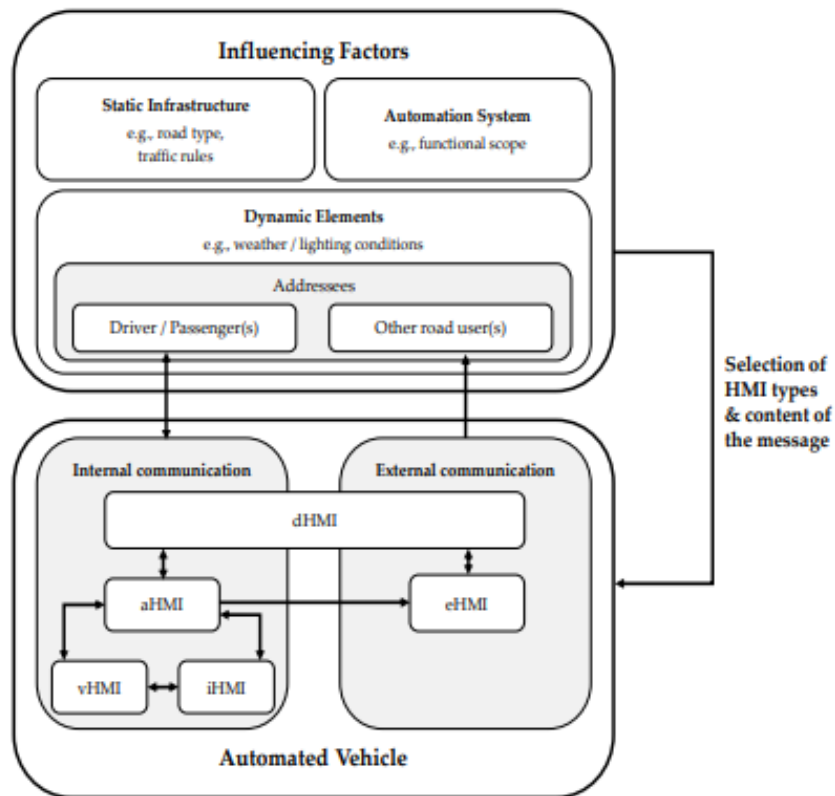 Influencing Factors
Static Infrastructure
e.g., road type,
traffic rules
Automation System
e.g., functional scope
Dynamic Elements
e.g., weather / lighting conditions
Addressees
Driver / Passenger(s)
Other road user(s)
Selection of
HMI types
& content of
the message
Internal communication
External communication
dHMI
aHMI
eHMI
vHMI
iHMI
Automated Vehicle